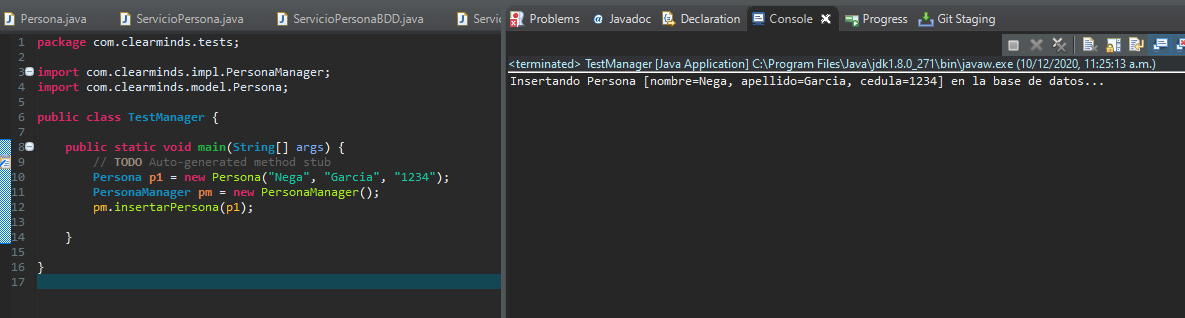 Persona.java ServicioPersona.java ServicioPersonaBDD.java Servic
1 package com.clearminds.tests;
2
3 import com.clearminds.impl.PersonaManager;
4 import com.clearminds.model.Persona;
5
6 public class TestManager {
7
8 public static void main(String[] args) {
9 // TODO Auto-generated method stub
10 Persona p1 = new Persona("Nega", "Garcia", "1234");
11 PersonaManager pm = new PersonaManager();
12 pm.insertarPersona(p1);
13
14 }
15
16 }
17
Problems @ Javadoc Declaration Console Progress Git Staging
<terminated> TestManager [Java Application] C:\Program Files\Java\jdk1.8.0_271\bin\javaw.exe (10/12/2020, 11:25:13 a.m.)
Insertando Persona [nombre=Nega, apellido=Garcia, cedula=1234] en la base de datos...